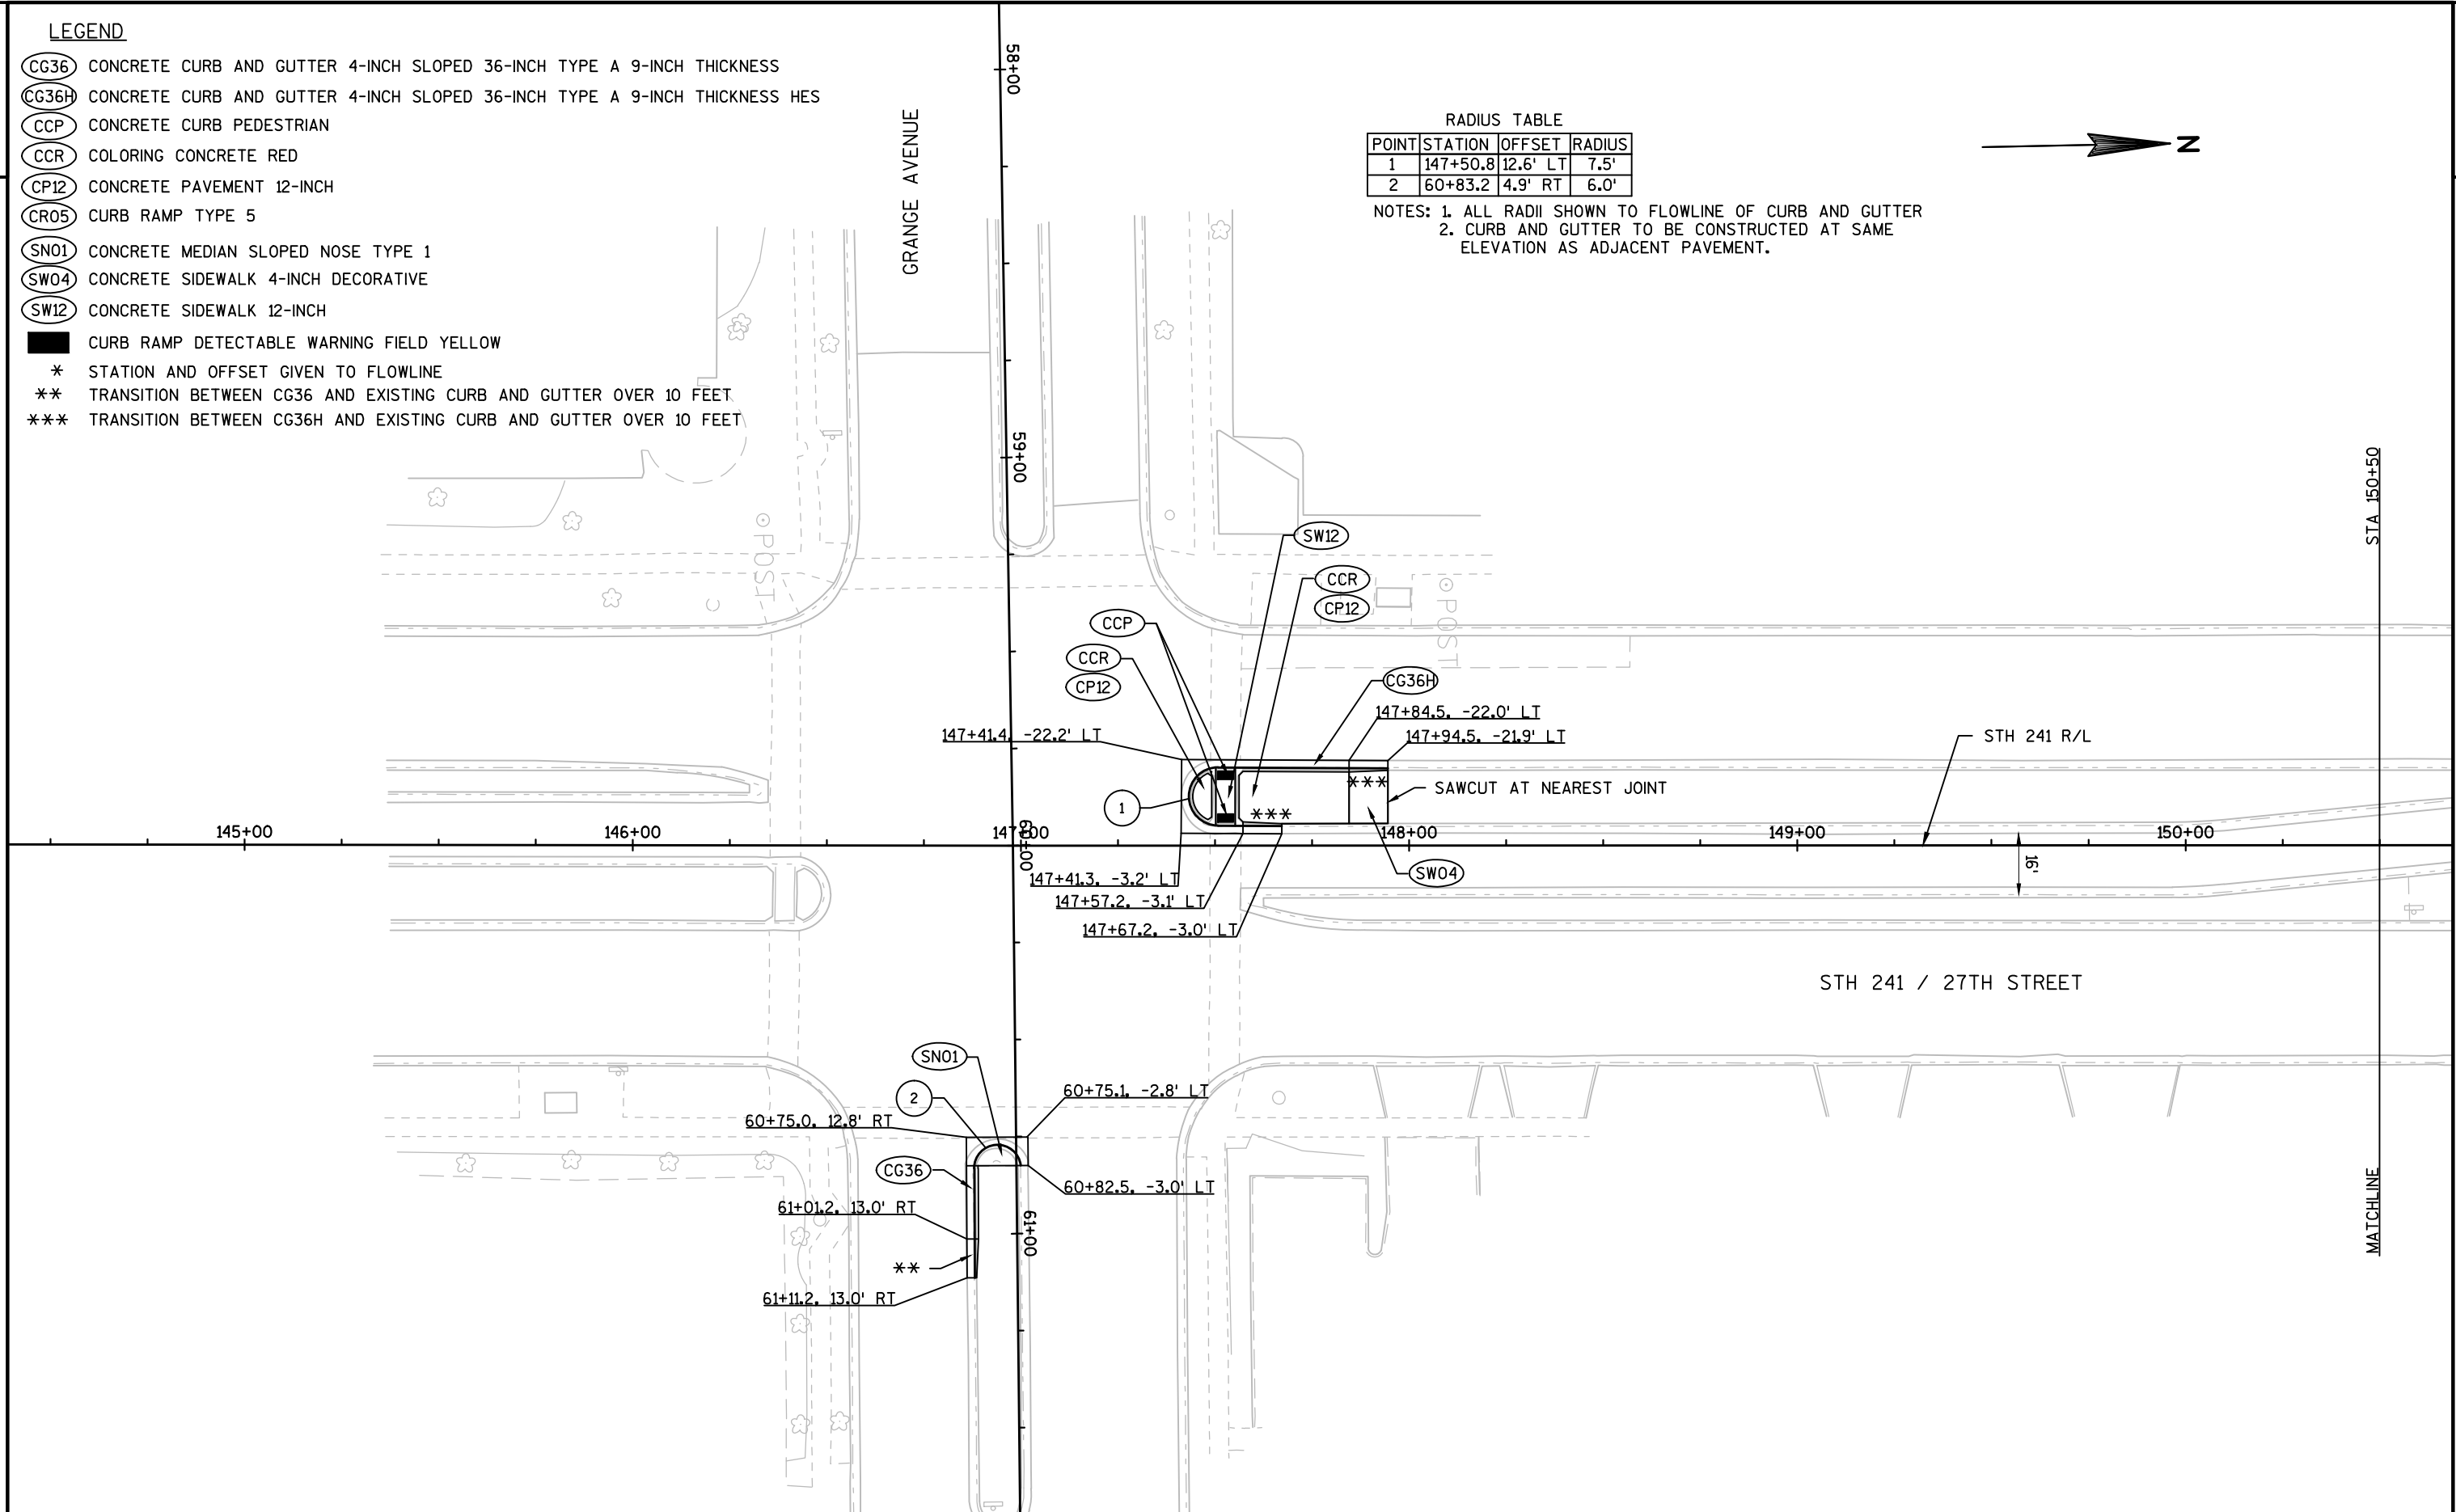 LEGEND
CG36 CONCRETE CURB AND GUTTER 4-INCH SLOPED 36-INCH TYPE A 9-INCH THICKNESS
CG36H CONCRETE CURB AND GUTTER 4-INCH SLOPED 36-INCH TYPE A 9-INCH THICKNESS HES
CCP CONCRETE CURB PEDESTRIAN
CCR COLORING CONCRETE RED
CP12 CONCRETE PAVEMENT 12-INCH
CR05 CURB RAMP TYPE 5
SN01 CONCRETE MEDIAN SLOPED NOSE TYPE 1
SW04 CONCRETE SIDEWALK 4-INCH DECORATIVE
SW12 CONCRETE SIDEWALK 12-INCH
CURB RAMP DETECTABLE WARNING FIELD YELLOW
* STATION AND OFFSET GIVEN TO FLOWLINE
** TRANSITION BETWEEN CG36 AND EXISTING CURB AND GUTTER OVER 10 FEET
*** TRANSITION BETWEEN CG36H AND EXISTING CURB AND GUTTER OVER 10 FEET
58+00
GRANGE AVENUE
RADIUS TABLE
POINT STATION OFFSET RADIUS
1 147+50.8 12.6' LT 7.5'
2 60+83.2 4.9' RT 6.0'
NOTES: 1. ALL RADII SHOWN TO FLOWLINE OF CURB AND GUTTER
2. CURB AND GUTTER TO BE CONSTRUCTED AT SAME
ELEVATION AS ADJACENT PAVEMENT.
N
59+00
STA 150+50
POST
SW12
CCR
CP12
POST
CCP
CCR
CP12
CG36H
147+84.5, -22.0' LT
147+41.4, -22.2' LT
147+94.5, -21.9' LT
STH 241 R/L
***
SAWCUT AT NEAREST JOINT
1
***
145+00
146+00
147+00
148+00
149+00
150+00
60+00
16'
SW04
147+41.3, -3.2' LT
147+57.2, -3.1' LT
147+67.2, -3.0' LT
STH 241 / 27TH STREET
SN01
2
60+75.1, -2.8' LT
60+75.0, 12.8' RT
CG36
60+82.5, -3.0' LT
61+01.2, 13.0' RT
61+00
**
61+11.2, 13.0' RT
MATCHLINE